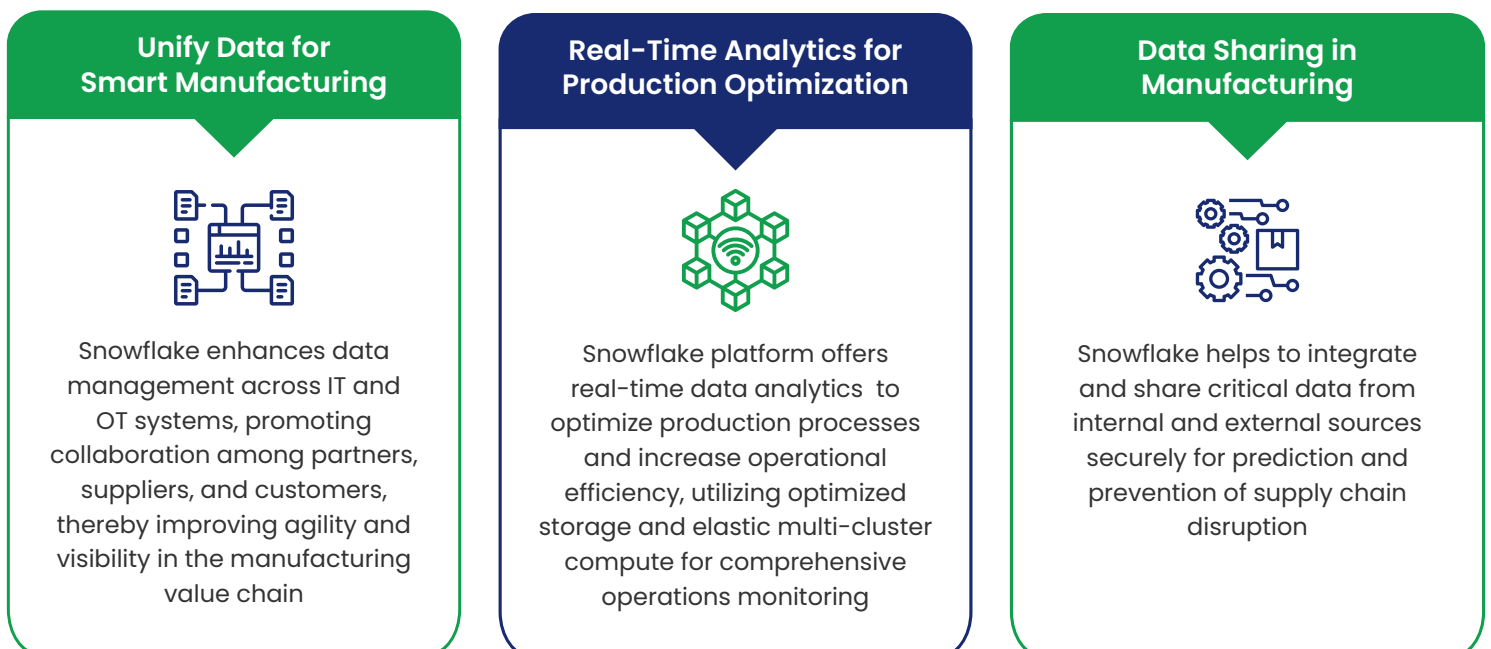 Unify Data for
Smart Manufacturing
Snowflake enhances data
management across IT and
OT systems, promoting
collaboration among partners,
suppliers, and customers,
thereby improving agility and
visibility in the manufacturing
value chain
Real-Time Analytics for
Production Optimization
Snowflake platform offers
real-time data analytics  to
optimize production processes
and increase operational
efficiency, utilizing optimized
storage and elastic multi-cluster
compute for comprehensive
operations monitoring
Data Sharing in
Manufacturing
Snowflake helps to integrate
and share critical data from
internal and external sources
securely for prediction and
prevention of supply chain
disruption